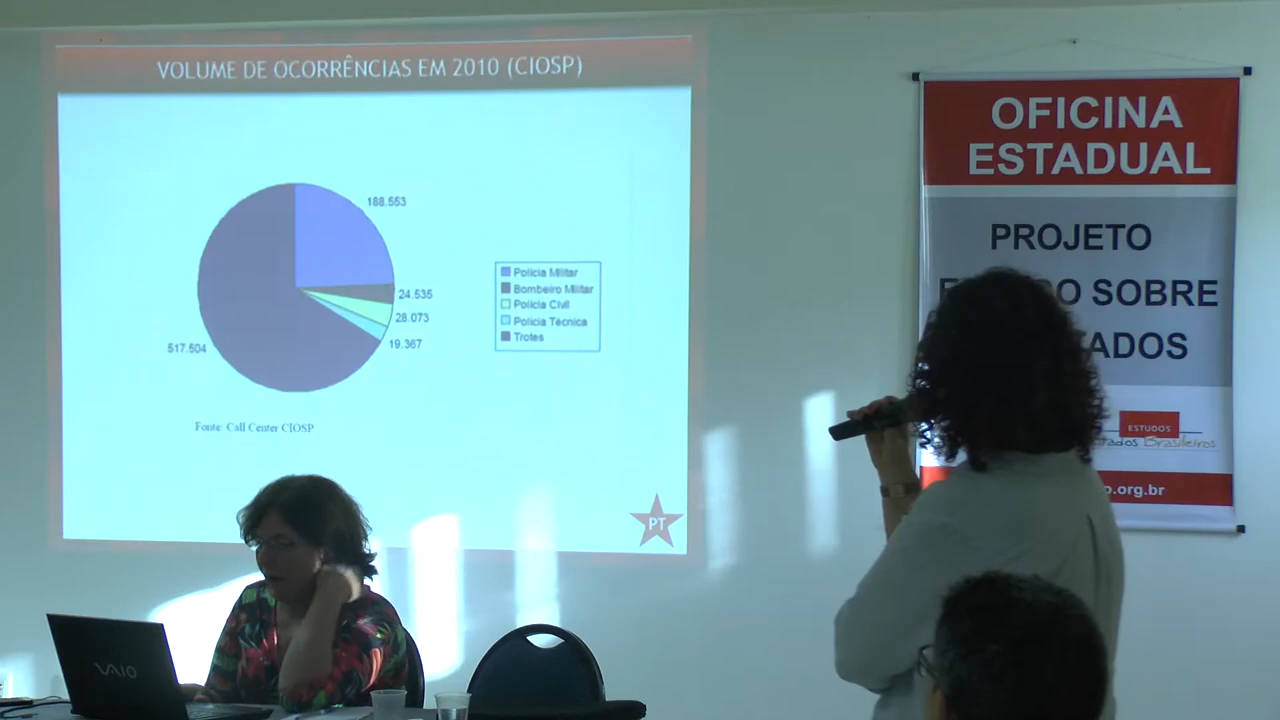 VOLUME DE OCORRÊNCIAS EM 2010 (CIOSP)
188.553
24.535
28.073
19.367
517.504
Polícia Militar
Bombeiro Militar
Polícia Civil
Polícia Técnica
Trotes
Fonte Call Center CIOSP
PT
VAIO
OFICINA
ESTADUAL
PROJETO
SOBRE
ESTUDOS
Brasileiros
.org.br